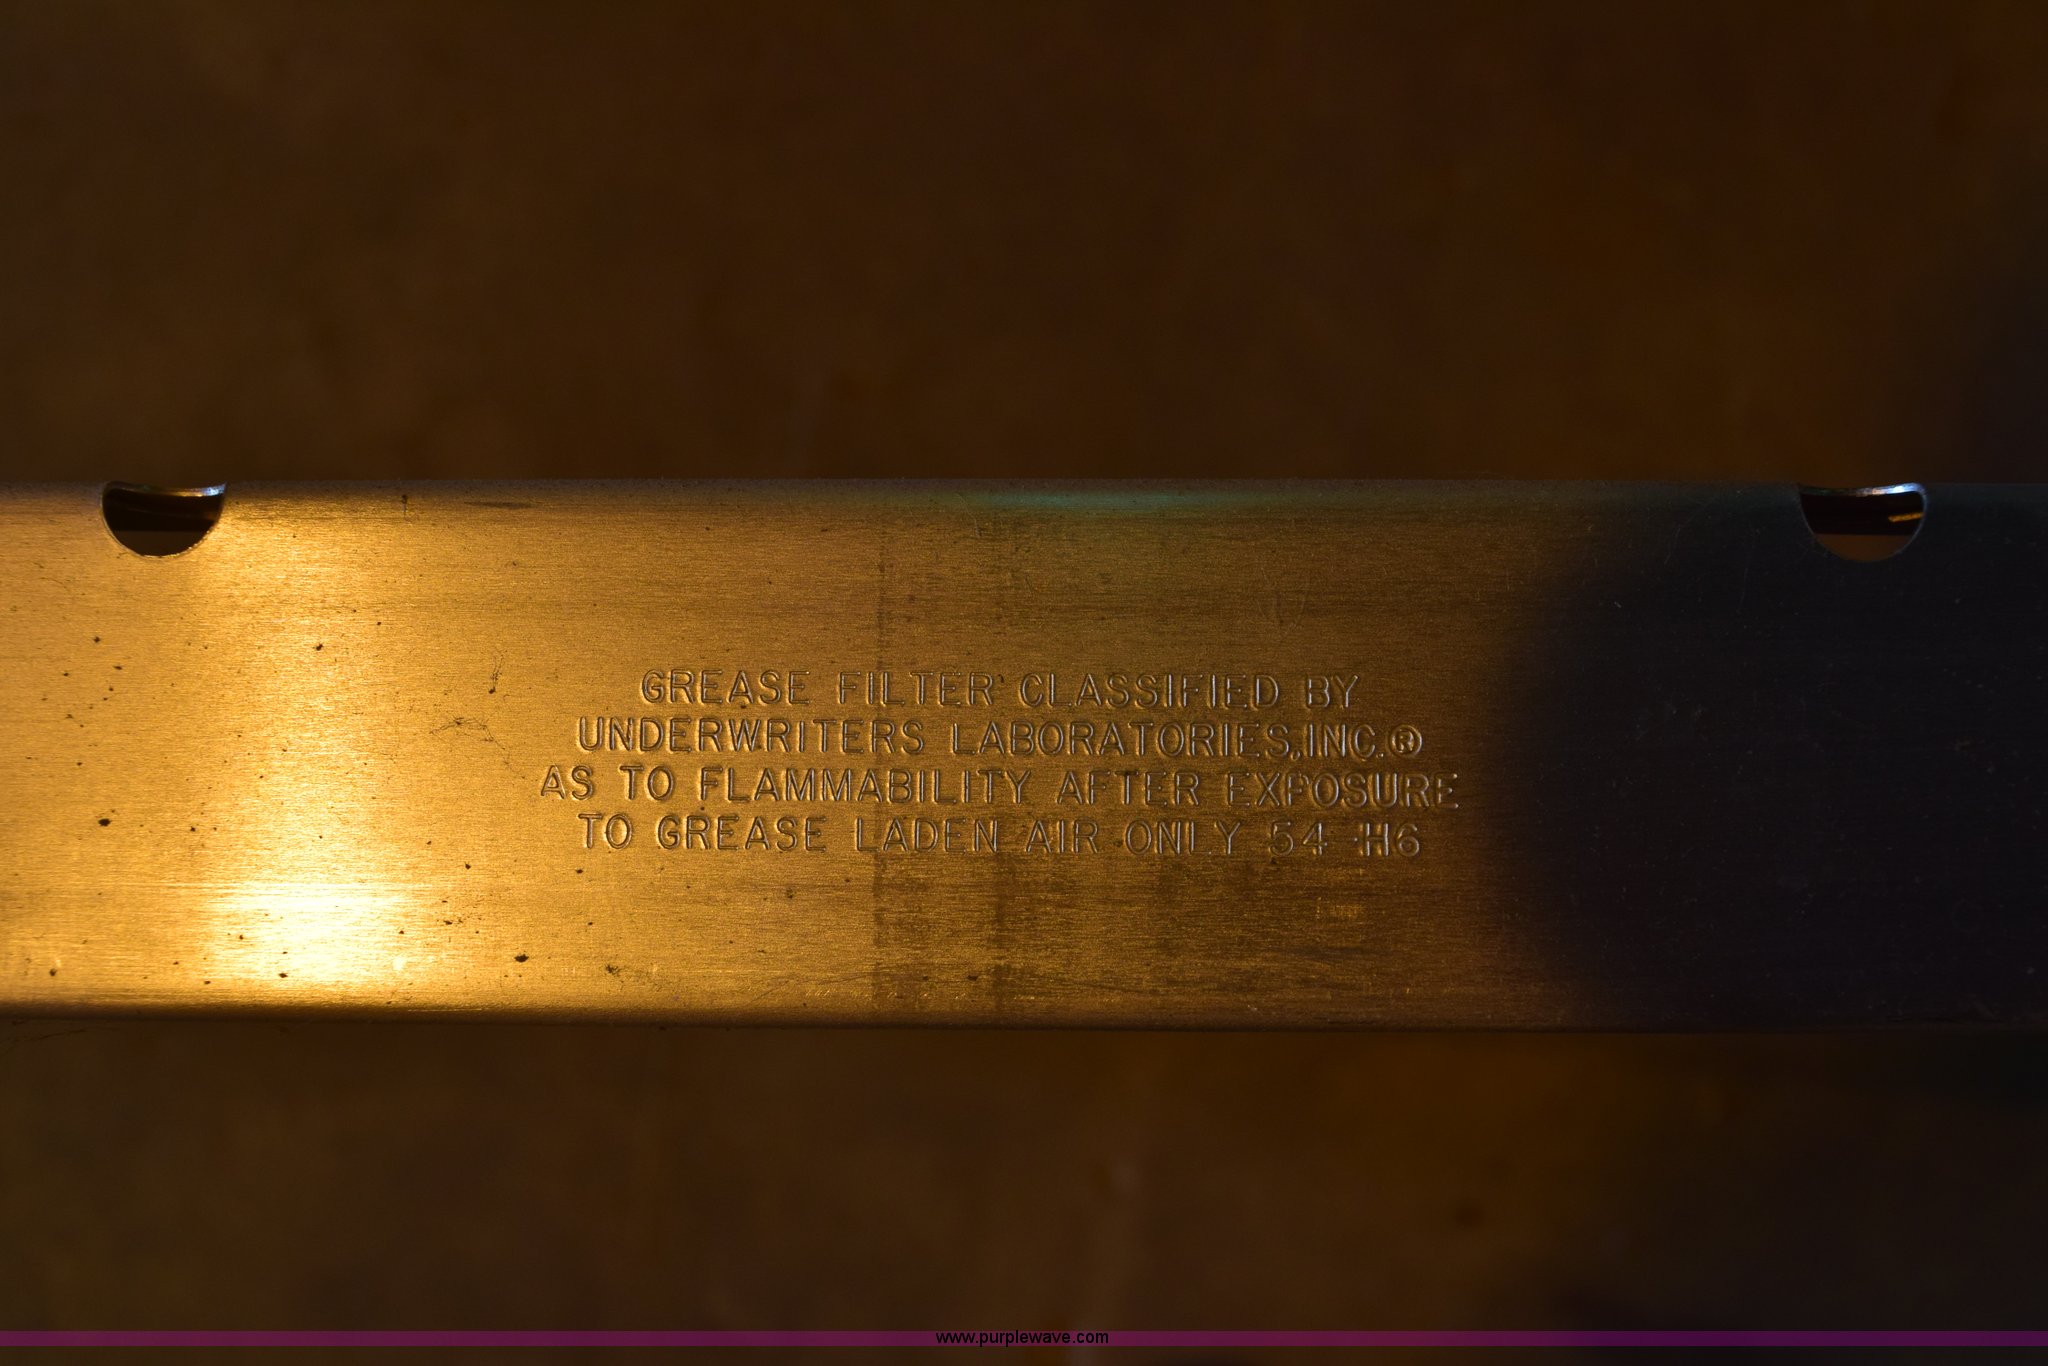 GREASE FILTER CLASSIFIED BY
UNDERWRITERS LABORATORIES,INC.®
AS TO FLAMMABILITY AFTER EXPOSURE
TO GREASE LADEN AIR ONLY 54 H6
www.purplewave.com